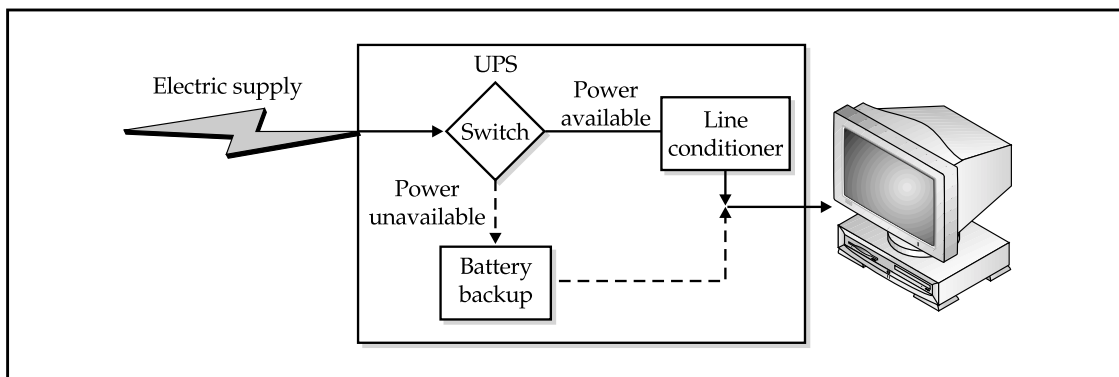 UPS
Electric supply
Switch
Power
available
Line
conditioner
Power
unavailable
Battery
backup